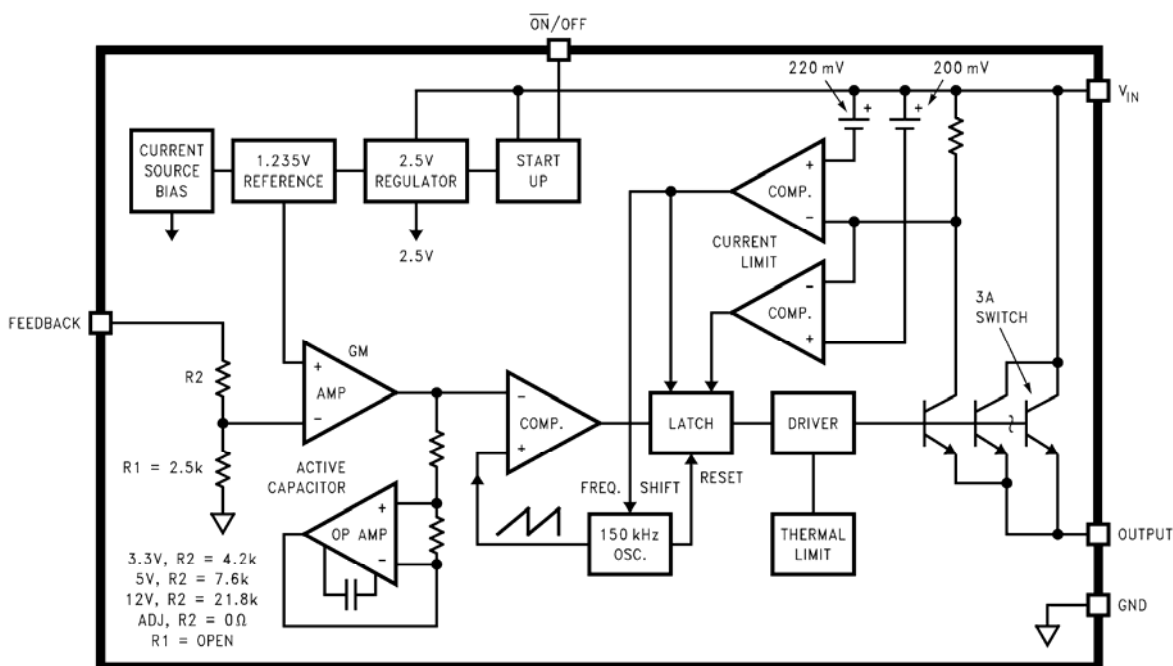 ON/OFF
220 mV
200 mV
VIN
CURRENT
SOURCE
BIAS
1.235V
REFERENCE
2.5V
REGULATOR
START
UP
2.5V
+
+
+
COMP.
-
CURRENT
LIMIT
-
COMP.
+
3A
SWITCH
FEEDBACK
R2
R1 = 2.5k
GM
+
AMP
-
-
COMP.
+
LATCH
DRIVER
ACTIVE
CAPACITOR
+
OP AMP
-
FREQ. SHIFT
RESET
150 kHz
OSC.
THERMAL
LIMIT
OUTPUT
GND
3.3V, R2 = 4.2k
5V, R2 = 7.6k
12V, R2 = 21.8k
ADJ, R2 = 0Ω
R1 = OPEN